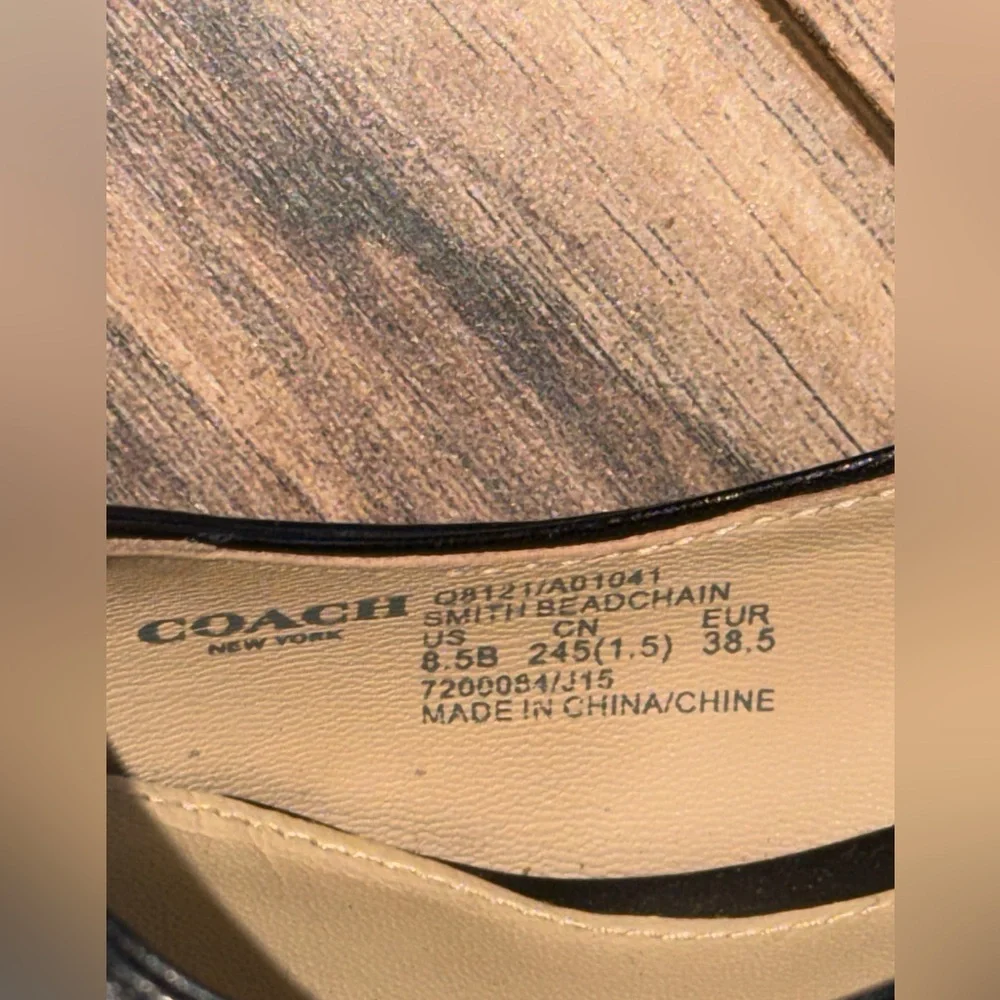 COACH
NEW YORK
Q8121/A01041
SMITH BEADCHAIN
US CN EUR
8.5B 245(1.5) 38.5
7200084/J15
MADE IN CHINA/CHINE